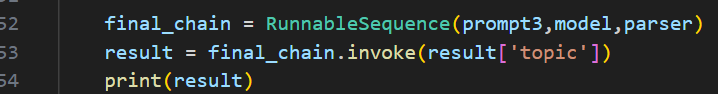 52 final_chain = RunnableSequence(prompt3,model,parser)
53 result = final_chain.invoke(result['topic'])
54 print(result)